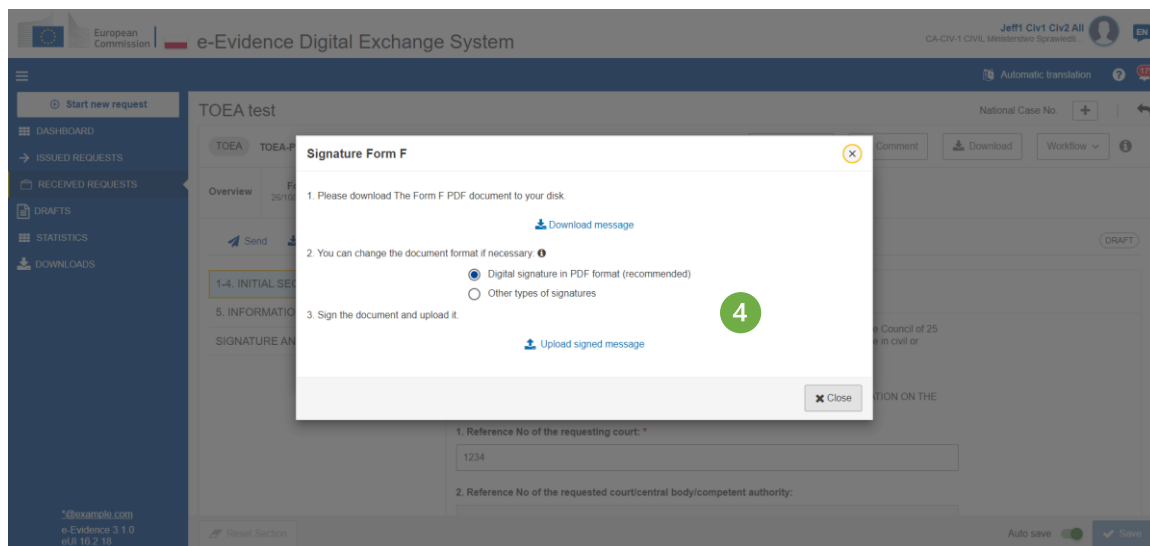 European
Commission
e-Evidence Digital Exchange System
Jeff1 Civ1 Civ2 All
CA-CIV-1 CIVIL, Ministerstwo Sprawiedli...
EN
Automatic translation
Start new request
DASHBOARD
ISSUED REQUESTS
RECEIVED REQUESTS
DRAFTS
STATISTICS
DOWNLOADS
*@example.com
e-Evidence 3.1.0
eUI 16.2.18
TOEA test
National Case No.
TOEA TOEA-P
Comment
Download
Workflow
Overview
26/10/
Send
DRAFT
1-4. INITIAL SEC
5. INFORMATIO
SIGNATURE AN
Signature Form F
1. Please download The Form F PDF document to your disk.
Download message
2. You can change the document format if necessary.
Digital signature in PDF format (recommended)
Other types of signatures
3. Sign the document and upload it.
4
Upload signed message
Close
e Council of 25
e in civil or
ATION ON THE
1. Reference No of the requesting court: *
1234
2. Reference No of the requested court/central body/competent authority:
Reset Section
Auto save
Save